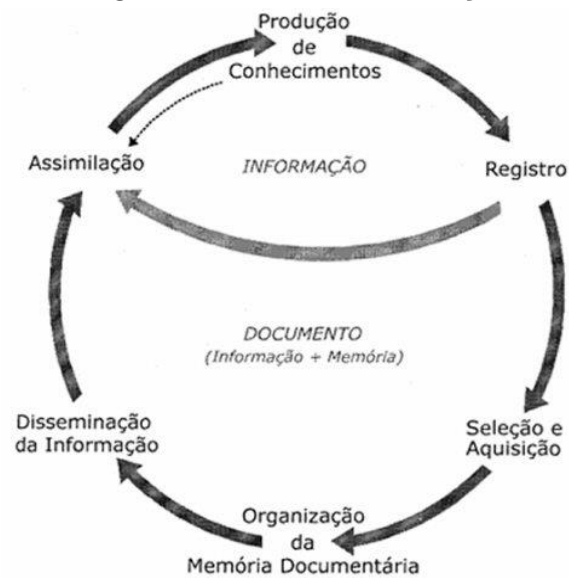 Produção
de
Conhecimentos
Assimilação
INFORMAÇÃO
Registro
DOCUMENTO
(Informação + Memória)
Disseminação
da Informação
Seleção e
Aquisição
Organização
da
Memória Documentária